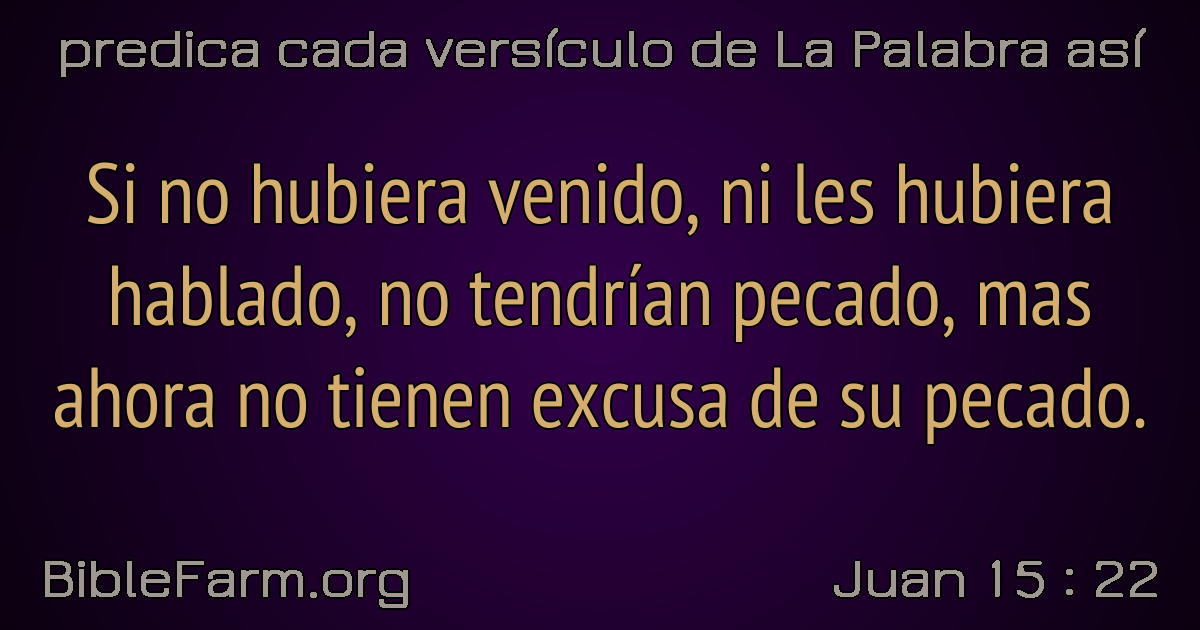 predica cada versículo de La Palabra así
Si no hubiera venido, ni les hubiera
hablado, no tendrían pecado, mas
ahora no tienen excusa de su pecado.
BibleFarm.org
Juan 15 : 22